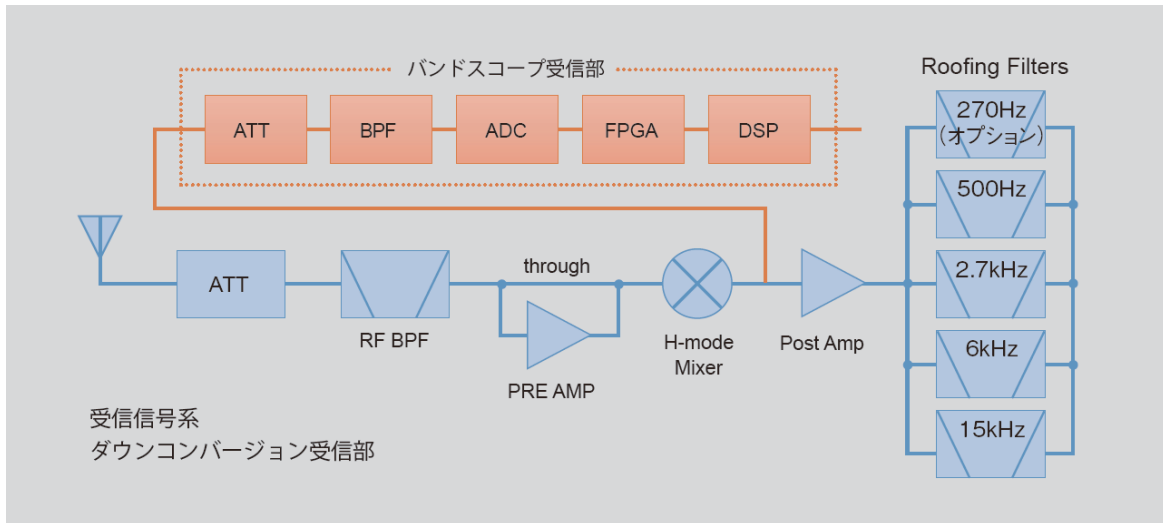 バンドスコープ受信部
ATT
BPF
ADC
FPGA
DSP
Roofing Filters
270Hz
(オプション)
500Hz
2.7kHz
6kHz
15kHz
ATT
RF BPF
through
PRE AMP
H-mode
Mixer
Post Amp
受信信号系
ダウンコンバージョン受信部